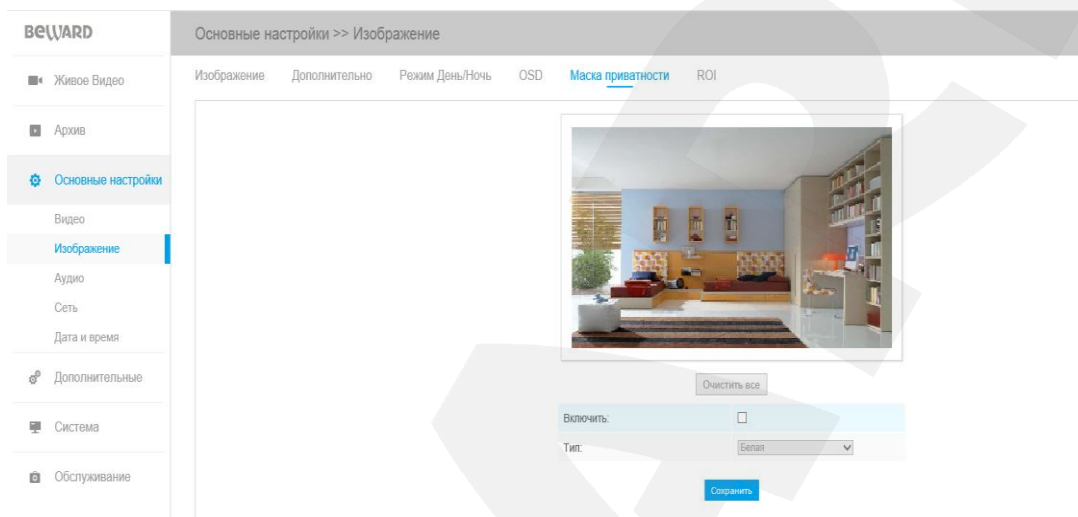 BEWARD
Основные настройки >> Изображение
Живое Видео
Архив
Основные настройки
Видео
Изображение
Аудио
Сеть
Дата и время
Дополнительные
Система
Обслуживание
Изображение Дополнительно Режим День/Ночь OSD Маска приватности ROI
Очистить все
Включить:
Тип: Белая
Сохранить